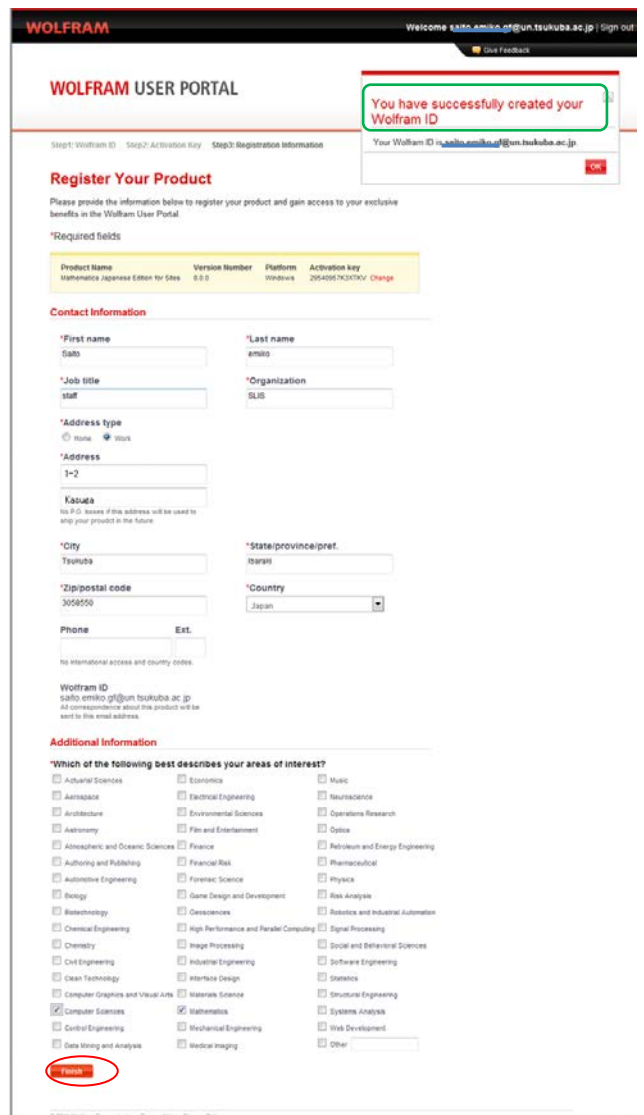 WOLFRAM
Welcome saito.emiko.gf@un.tsukuba.ac.jp | Sign out
Give Feedback
WOLFRAM USER PORTAL
You have successfully created your
Wolfram ID
Your Wolfram ID is saito.emiko.gf@un.tsukuba.ac.jp.
OK
Step1: Wolfram ID Step2: Activation Key Step3: Registration Information
Register Your Product
Please provide the information below to register your product and gain access to your exclusive
benefits in the Wolfram User Portal.
*Required fields
Product Name Version Number Platform Activation key
Mathematica Japanese Edition for Sites 8.0.0 Windows Change
Contact Information
*First name *Last name
Saito emiko
*Job title *Organization
staff SLIS
*Address type
Home Work
*Address
1-2
Kasuga
No P.O. boxes if this address will be used to
ship your proudct in the future
*City *State/province/pref.
Tsukuba Ibaraki
*Zip/postal code *Country
3058550 Japan
Phone Ext.
No international access and country codes.
Wolfram ID
saito.emiko.gf@un.tsukuba.ac.jp
All correspondence about this product will be
sent to this email address.
Additional Information
*Which of the following best describes your areas of interest?
Actuarial Sciences Economics Music
Aerospace Electrical Engineering Neuroscience
Architecture Environmental Sciences Operations Research
Astronomy Film and Entertainment Optics
Atmospheric and Oceanic Sciences Finance Petroleum and Energy Engineering
Authoring and Publishing Financial Risk Pharmaceutical
Automotive Engineering Forensic Science Physics
Biology Game Design and Development Risk Analysis
Biotechnology Geosciences Robotics and Industrial Automation
Chemical Engineering High Performance and Parallel Computing Signal Processing
Chemistry Image Processing Social and Behavioral Sciences
Civil Engineering Industrial Engineering Software Engineering
Clean Technology Interface Design Statistics
Computer Graphics and Visual Arts Materials Science Structural Engineering
Computer Sciences Mathematics Systems Analysis
Control Engineering Mechanical Engineering Web Development
Data Mining and Analysis Medical Imaging Other
Finish